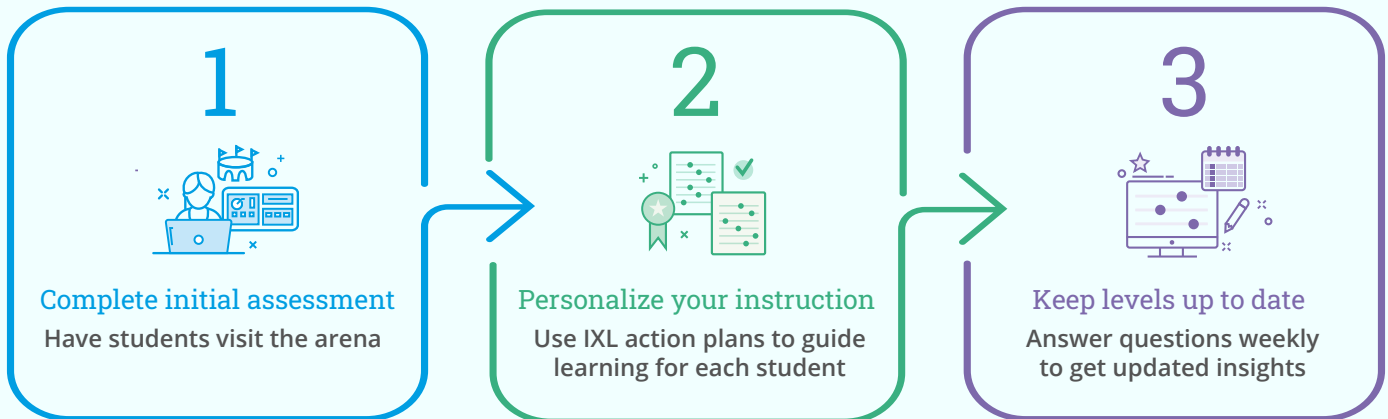 1
Complete initial assessment
Have students visit the arena
2
Personalize your instruction
Use IXL action plans to guide
learning for each student
3
Keep levels up to date
Answer questions weekly
to get updated insights